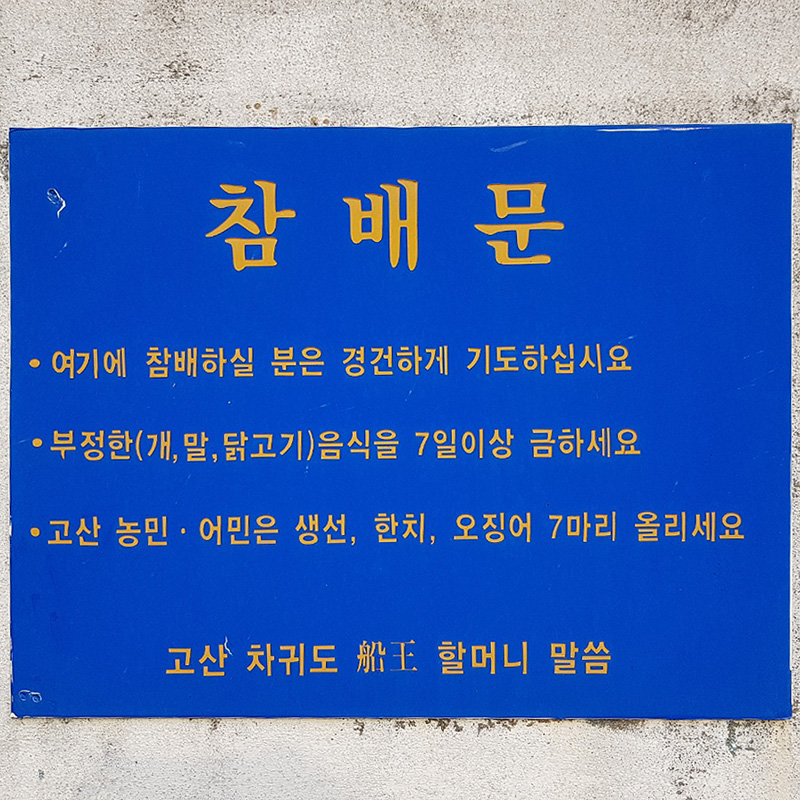 참배문
• 여기에 참배하실 분은 경건하게 기도하십시요
• 부정한(개,말,닭고기)음식을 7일이상 금하세요
• 고산 농민·어민은 생선, 한치, 오징어 7마리 올리세요
고산 차귀도 船王 할머니 말씀